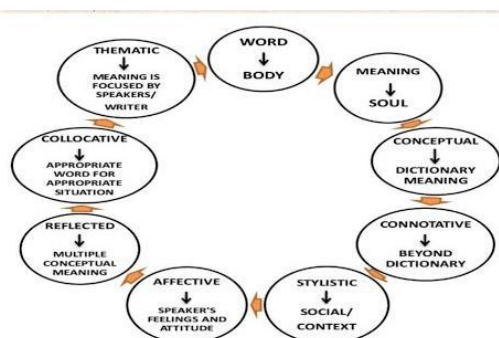 WORD
↓
BODY
MEANING
↓
SOUL
CONCEPTUAL
↓
DICTIONARY
MEANING
CONNOTATIVE
↓
BEYOND
DICTIONARY
STYLISTIC
↓
SOCIAL/
CONTEXT
AFFECTIVE
↓
SPEAKER'S
FEELINGS AND
ATTITUDE
REFLECTED
↓
MULTIPLE
CONCEPTUAL
MEANING
COLLOCATIVE
↓
APPROPRIATE
WORD FOR
APPROPRIATE
SITUATION
THEMATIC
↓
MEANING IS
FOCUSED BY
SPEAKERS/
WRITER